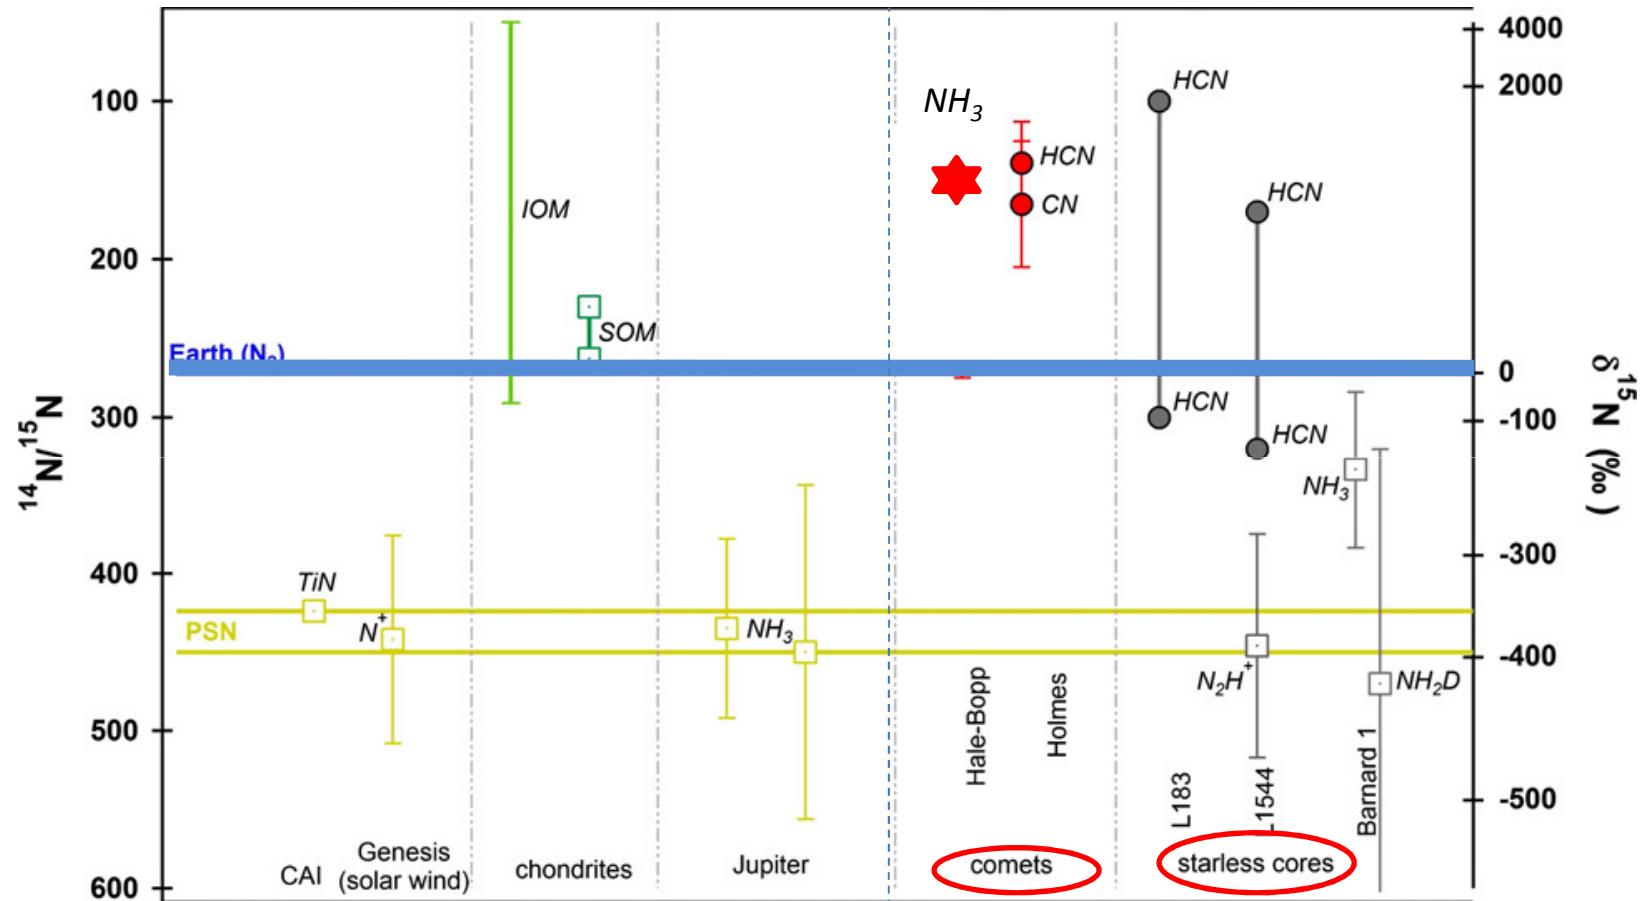 4000
100
2000
200
Earth (N₂)
0
300
-100
-300
400
-400
500
-500
600
¹⁴N/¹⁵N
δ¹⁵N (‰)
IOM
SOM
NH₃
HCN
CN
HCN
HCN
HCN
HCN
NH₃
TiN
N⁺
PSN
NH₃
N₂H⁺
NH₂D
Hale-Bopp
Holmes
L183
L1544
Barnard 1
CAI
Genesis
(solar wind)
chondrites
Jupiter
comets
starless cores